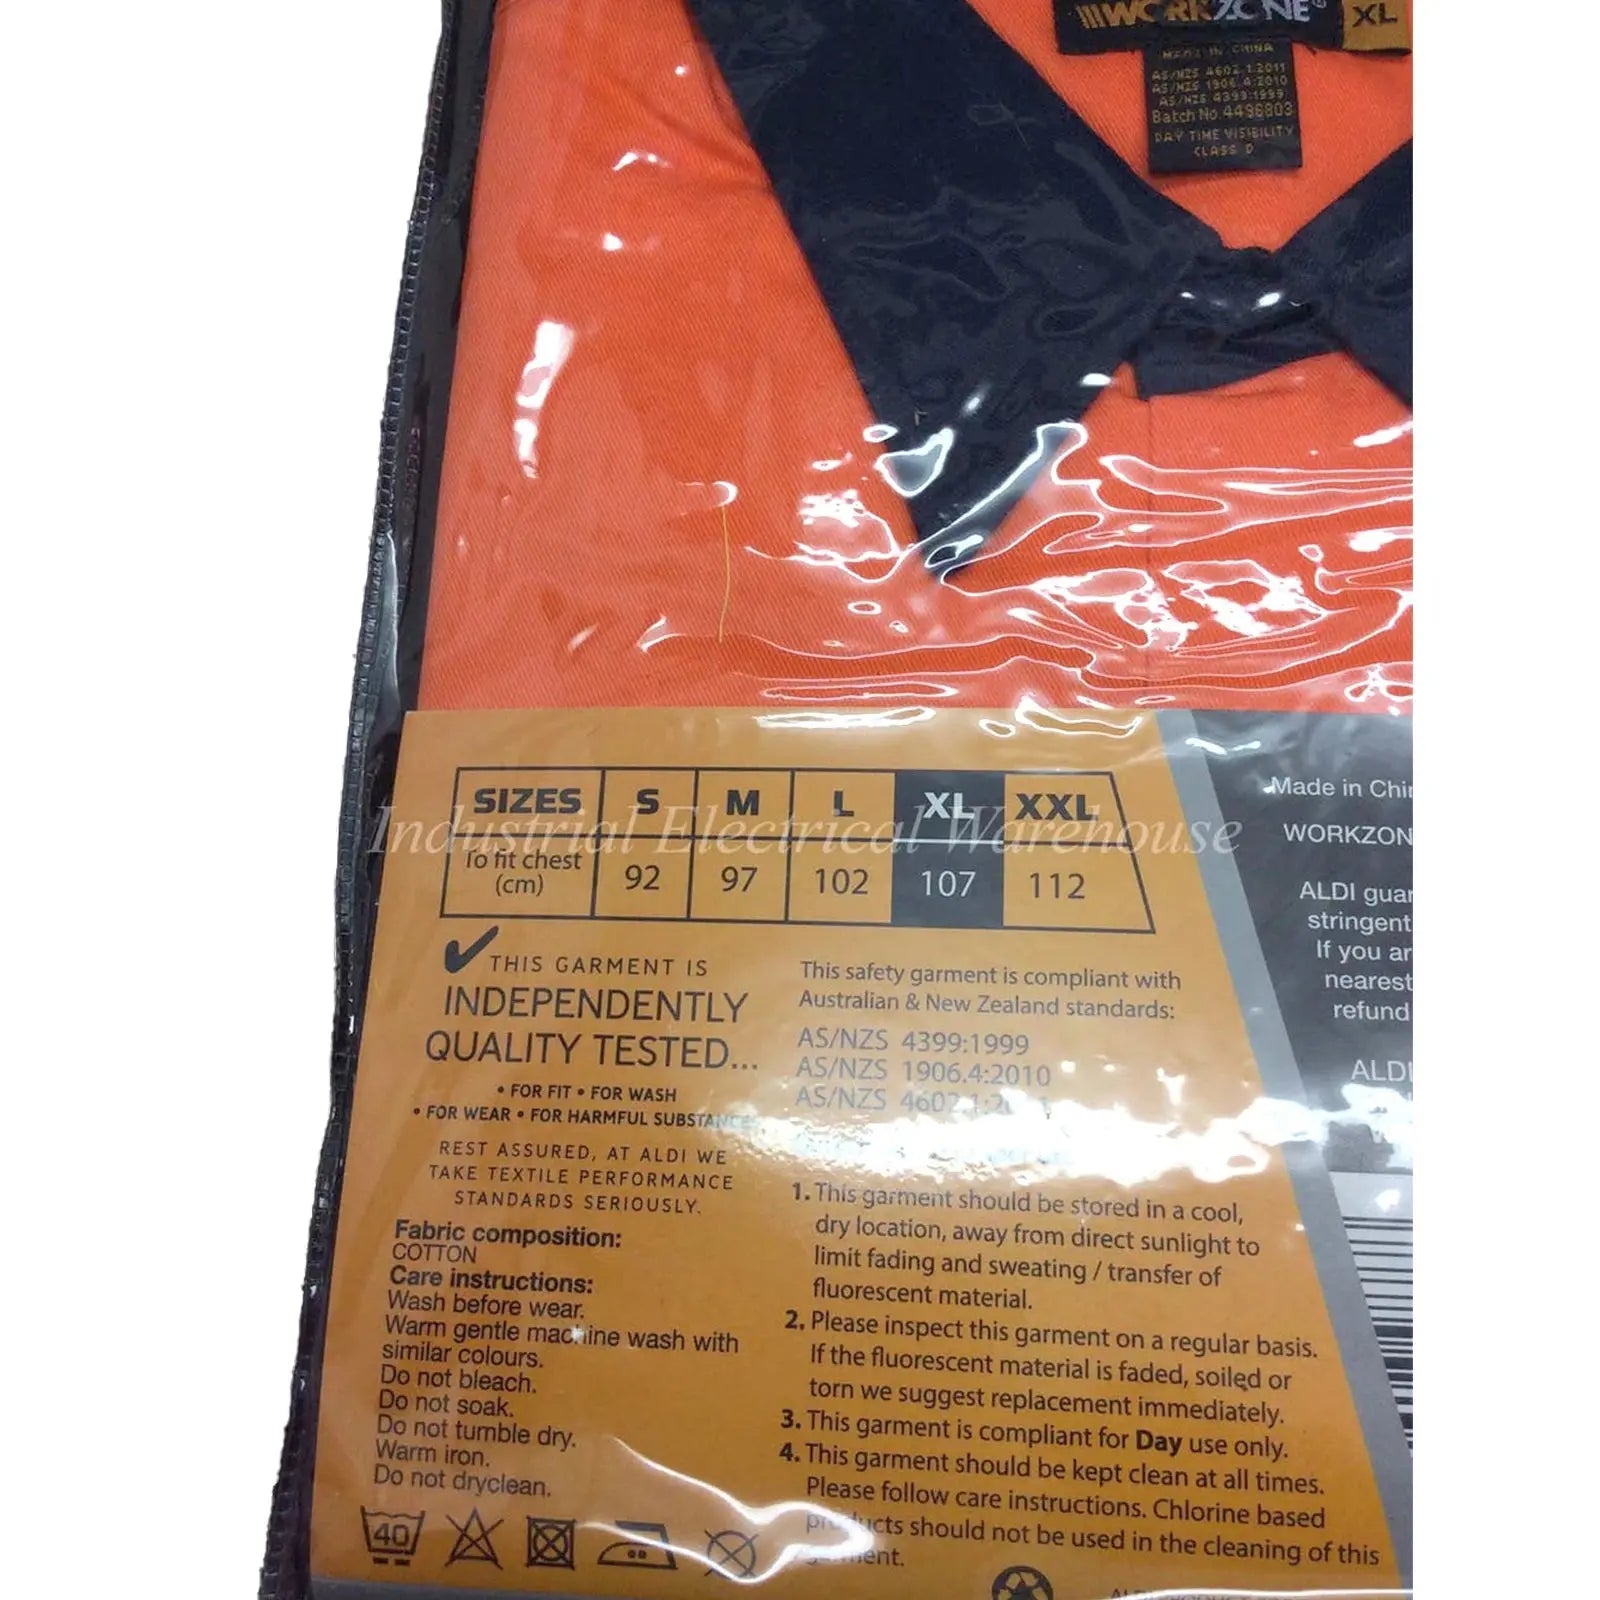 WORKZONE® XL
MADE IN CHINA
AS/NZS 4602.1:2011
AS/NZS 1906.4:2010
AS/NZS 4399:1999
Batch No.4496803
DAY TIME VISIBILITY
CLASS D
SIZES S M L XL XXL
To fit chest
(cm) 92 97 102 107 112
Industrial Electrical Warehouse
THIS GARMENT IS
INDEPENDENTLY
QUALITY TESTED...
• FOR FIT • FOR WASH
• FOR WEAR • FOR HARMFUL SUBSTANCES
REST ASSURED, AT ALDI WE
TAKE TEXTILE PERFORMANCE
STANDARDS SERIOUSLY.
Fabric composition:
COTTON
Care instructions:
Wash before wear.
Warm gentle machine wash with
similar colours.
Do not bleach.
Do not soak.
Do not tumble dry.
Warm iron.
Do not dryclean.
40
This safety garment is compliant with
Australian & New Zealand standards:
AS/NZS 4399:1999
AS/NZS 1906.4:2010
AS/NZS 4602.1:2011
1. This garment should be stored in a cool,
dry location, away from direct sunlight to
limit fading and sweating / transfer of
fluorescent material.
2. Please inspect this garment on a regular basis.
If the fluorescent material is faded, soiled or
torn we suggest replacement immediately.
3. This garment is compliant for Day use only.
4. This garment should be kept clean at all times.
Please follow care instructions. Chlorine based
products should not be used in the cleaning of this
garment.
Made in Chi
WORKZON
ALDI guar
stringent
If you ar
nearest
refund
ALDI